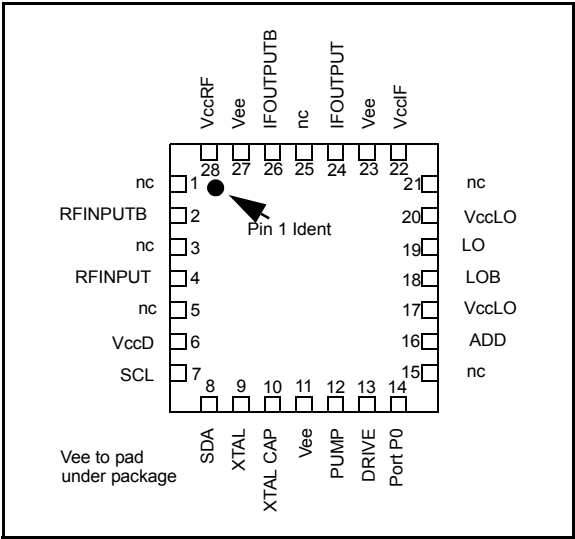 VccRF
Vee
IFOUTPUTB
nc
IFOUTPUT
Vee
VccIF
28
27
26
25
24
23
22
nc 1
RFINPUTB 2
nc 3
RFINPUT 4
nc 5
VccD 6
SCL 7
Pin 1 Ident
21 nc
20 VccLO
19 LO
18 LOB
17 VccLO
16 ADD
15 nc
8
9
10
11
12
13
14
SDA
XTAL
XTAL CAP
Vee
PUMP
DRIVE
Port P0
Vee to pad
under package